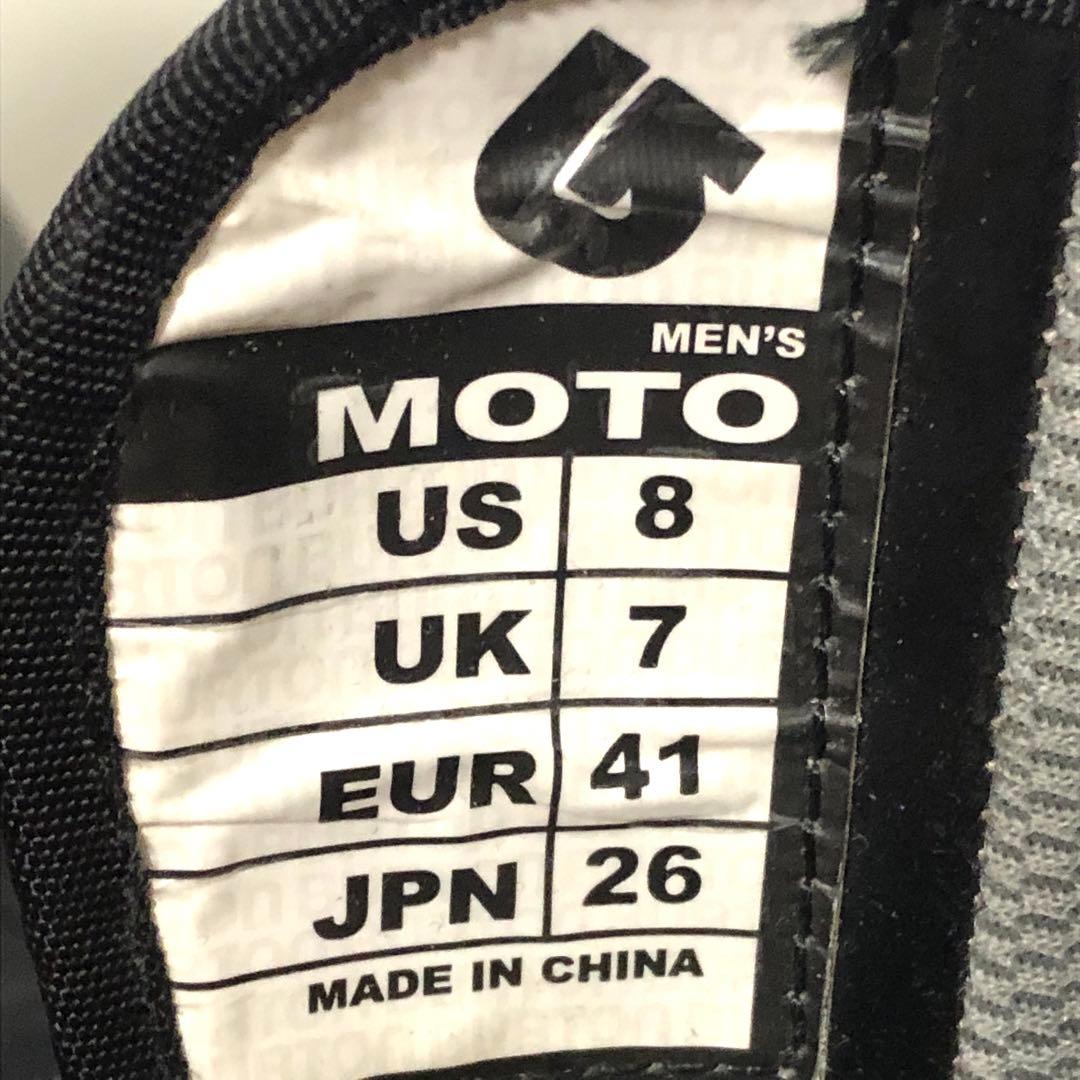 MEN'S
MOTO
US 8
UK 7
EUR 41
JPN 26
MADE IN CHINA